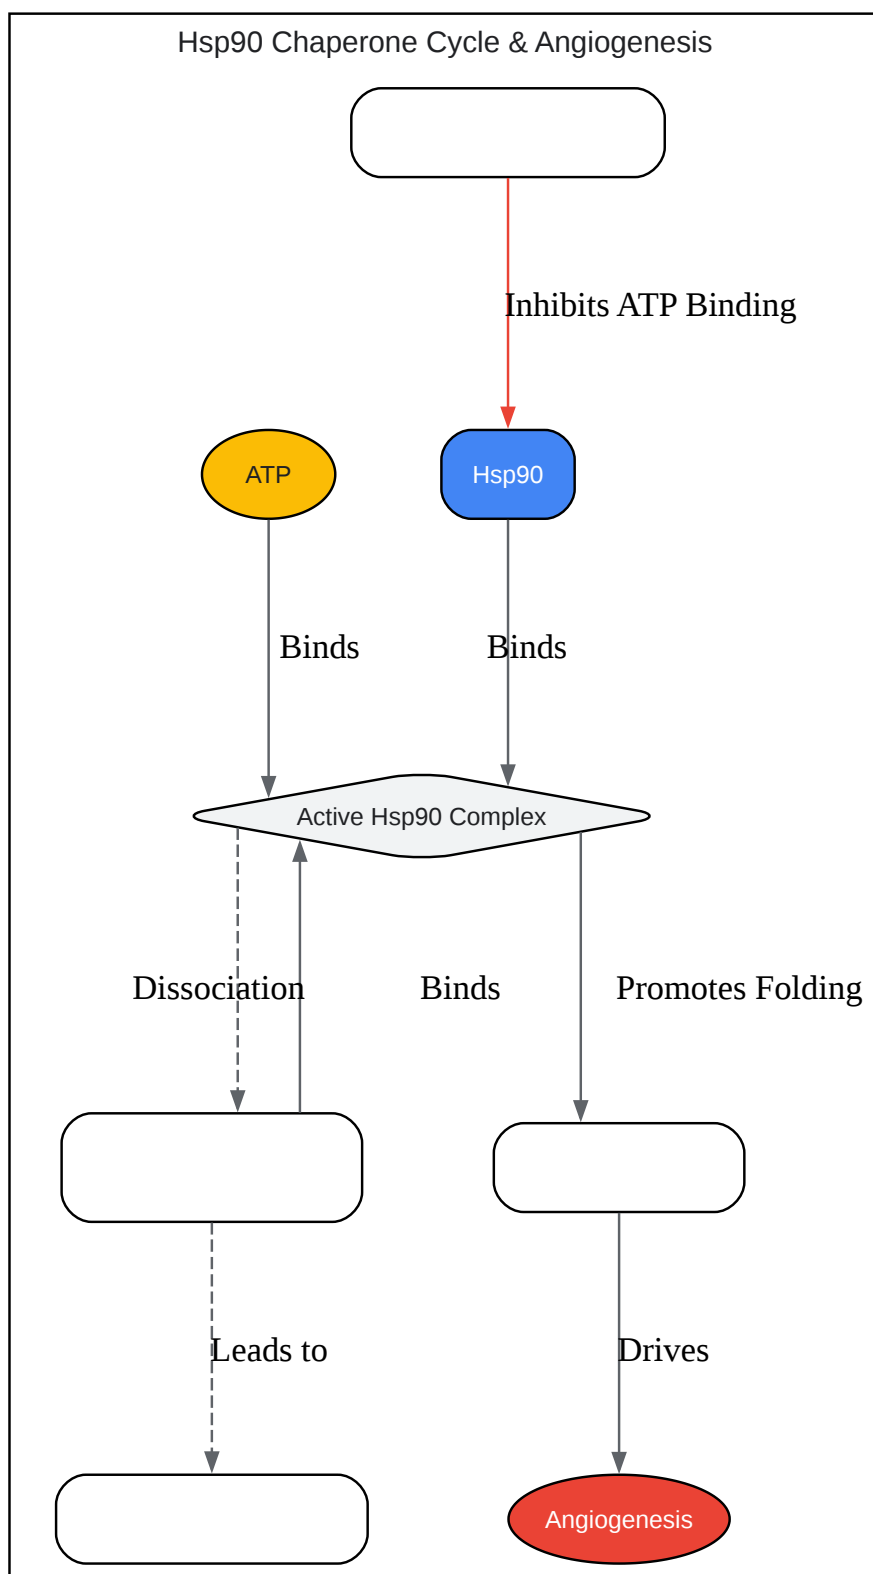 Hsp90 Chaperone Cycle & Angiogenesis
Inhibits ATP Binding
ATP
Hsp90
Binds
Binds
Active Hsp90 Complex
Dissociation
Binds
Promotes Folding
Leads to
Drives
Angiogenesis